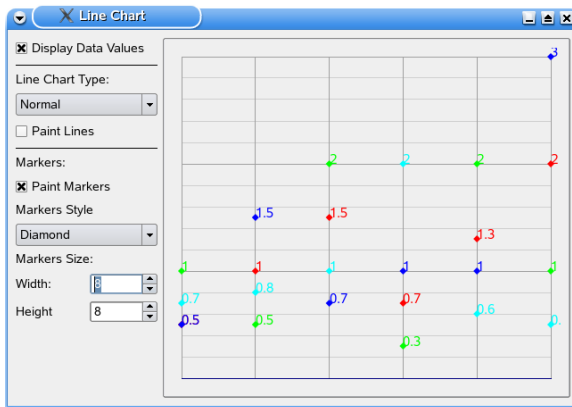 Line Chart
Display Data Values
Line Chart Type:
Normal
Paint Lines
Markers:
Paint Markers
Markers Style
Diamond
Markers Size:
Width: 8
Height 8
3
2 2 2 2
1.5 1.5
1.3
1 1 1 1 1 1
0.8
0.7 0.7 0.7
0.6
0.5 0.5 0.
0.3